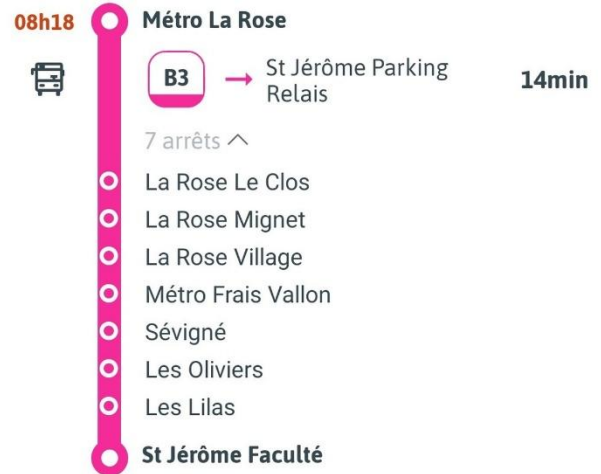 08h18 Métro La Rose
B3 → St Jérôme Parking
Relais
14min
7 arrêts
La Rose Le Clos
La Rose Mignet
La Rose Village
Métro Frais Vallon
Sévigné
Les Oliviers
Les Lilas
St Jérôme Faculté